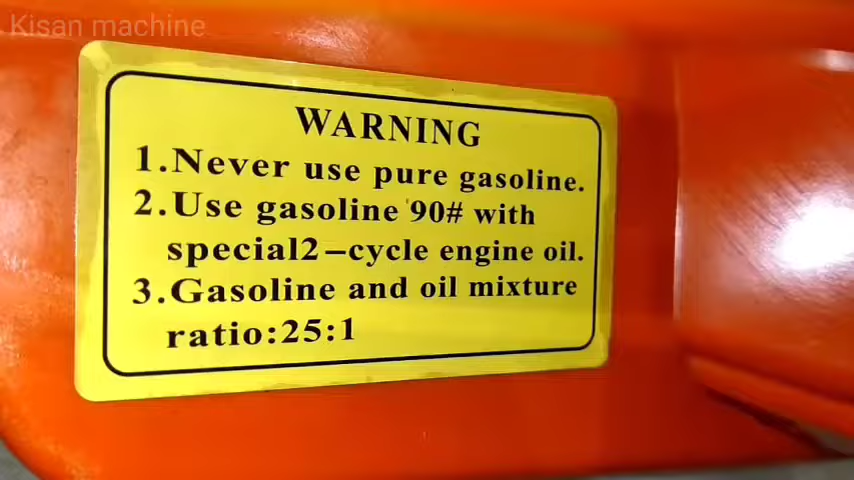 Kisan machine
WARNING
1.Never use pure gasoline.
2.Use gasoline 90# with
special2-cycle engine oil.
3.Gasoline and oil mixture
ratio:25:1